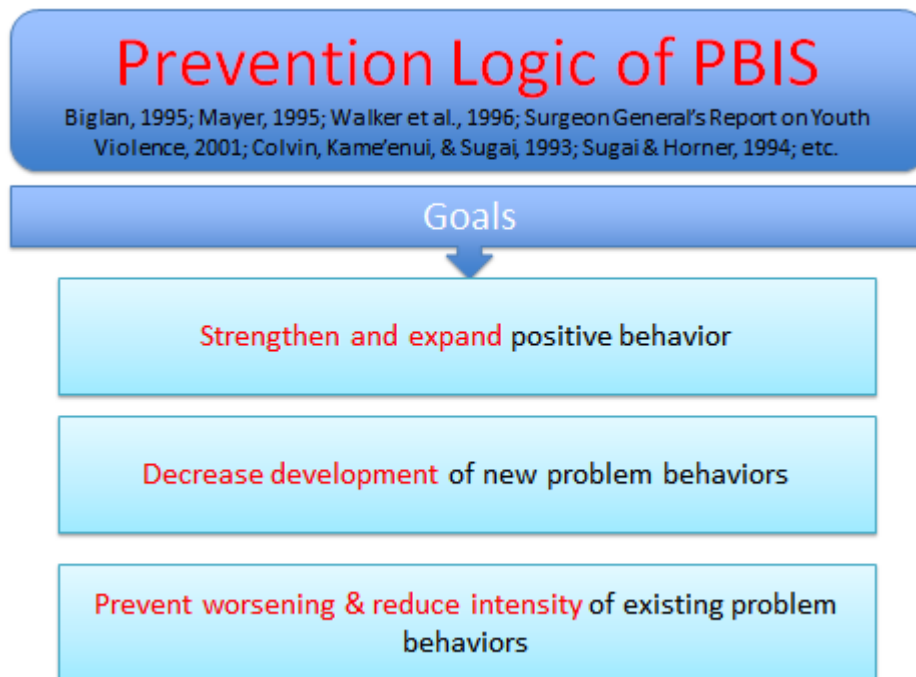 Prevention Logic of PBIS
Biglan, 1995; Mayer, 1995; Walker et al., 1996; Surgeon General’s Report on Youth
Violence, 2001; Colvin, Kame’enui, & Sugai, 1993; Sugai & Horner, 1994; etc.
Goals
Strengthen and expand positive behavior
Decrease development of new problem behaviors
Prevent worsening & reduce intensity of existing problem
behaviors